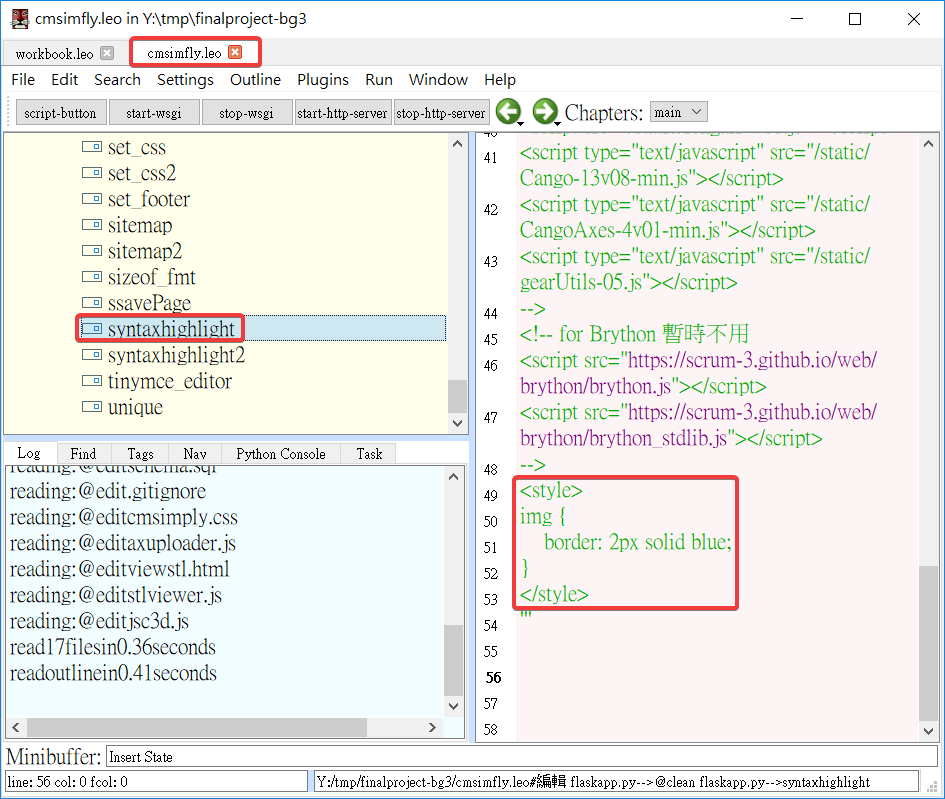 cmsimfly.leo in Y:\tmp\finalproject-bg3
workbook.leo
cmsimfly.leo
File Edit Search Settings Outline Plugins Run Window Help
script-button start-wsgi stop-wsgi start-http-server stop-http-server Chapters: main
set_css
set_css2
set_footer
sitemap
sitemap2
sizeof_fmt
ssavePage
syntaxhighlight
syntaxhighlight2
tinymce_editor
unique
Log Find Tags Nav Python Console Task
reading:@editschema.sql
reading:@edit.gitignore
reading:@editcmsimply.css
reading:@editaxuploader.js
reading:@editviewstl.html
reading:@editstlviewer.js
reading:@editjsc3d.js
read17filesin0.36seconds
readoutlinein0.41seconds
40
41 <script type="text/javascript" src="/static/
Cango-13v08-min.js"></script>
42 <script type="text/javascript" src="/static/
CangoAxes-4v01-min.js"></script>
43 <script type="text/javascript" src="/static/
gearUtils-05.js"></script>
44 -->
45 <!-- for Brython 暫時不用
46 <script src="https://scrum-3.github.io/web/
brython/brython.js"></script>
47 <script src="https://scrum-3.github.io/web/
brython/brython_stdlib.js"></script>
48 -->
49 <style>
50 img {
51 border: 2px solid blue;
52 }
53 </style>
54 '''
55
56
57
58
Minibuffer: Insert State
line: 56 col: 0 fcol: 0
Y:/tmp/finalproject-bg3/cmsimfly.leo#編輯 flaskapp.py-->@clean flaskapp.py-->syntaxhighlight